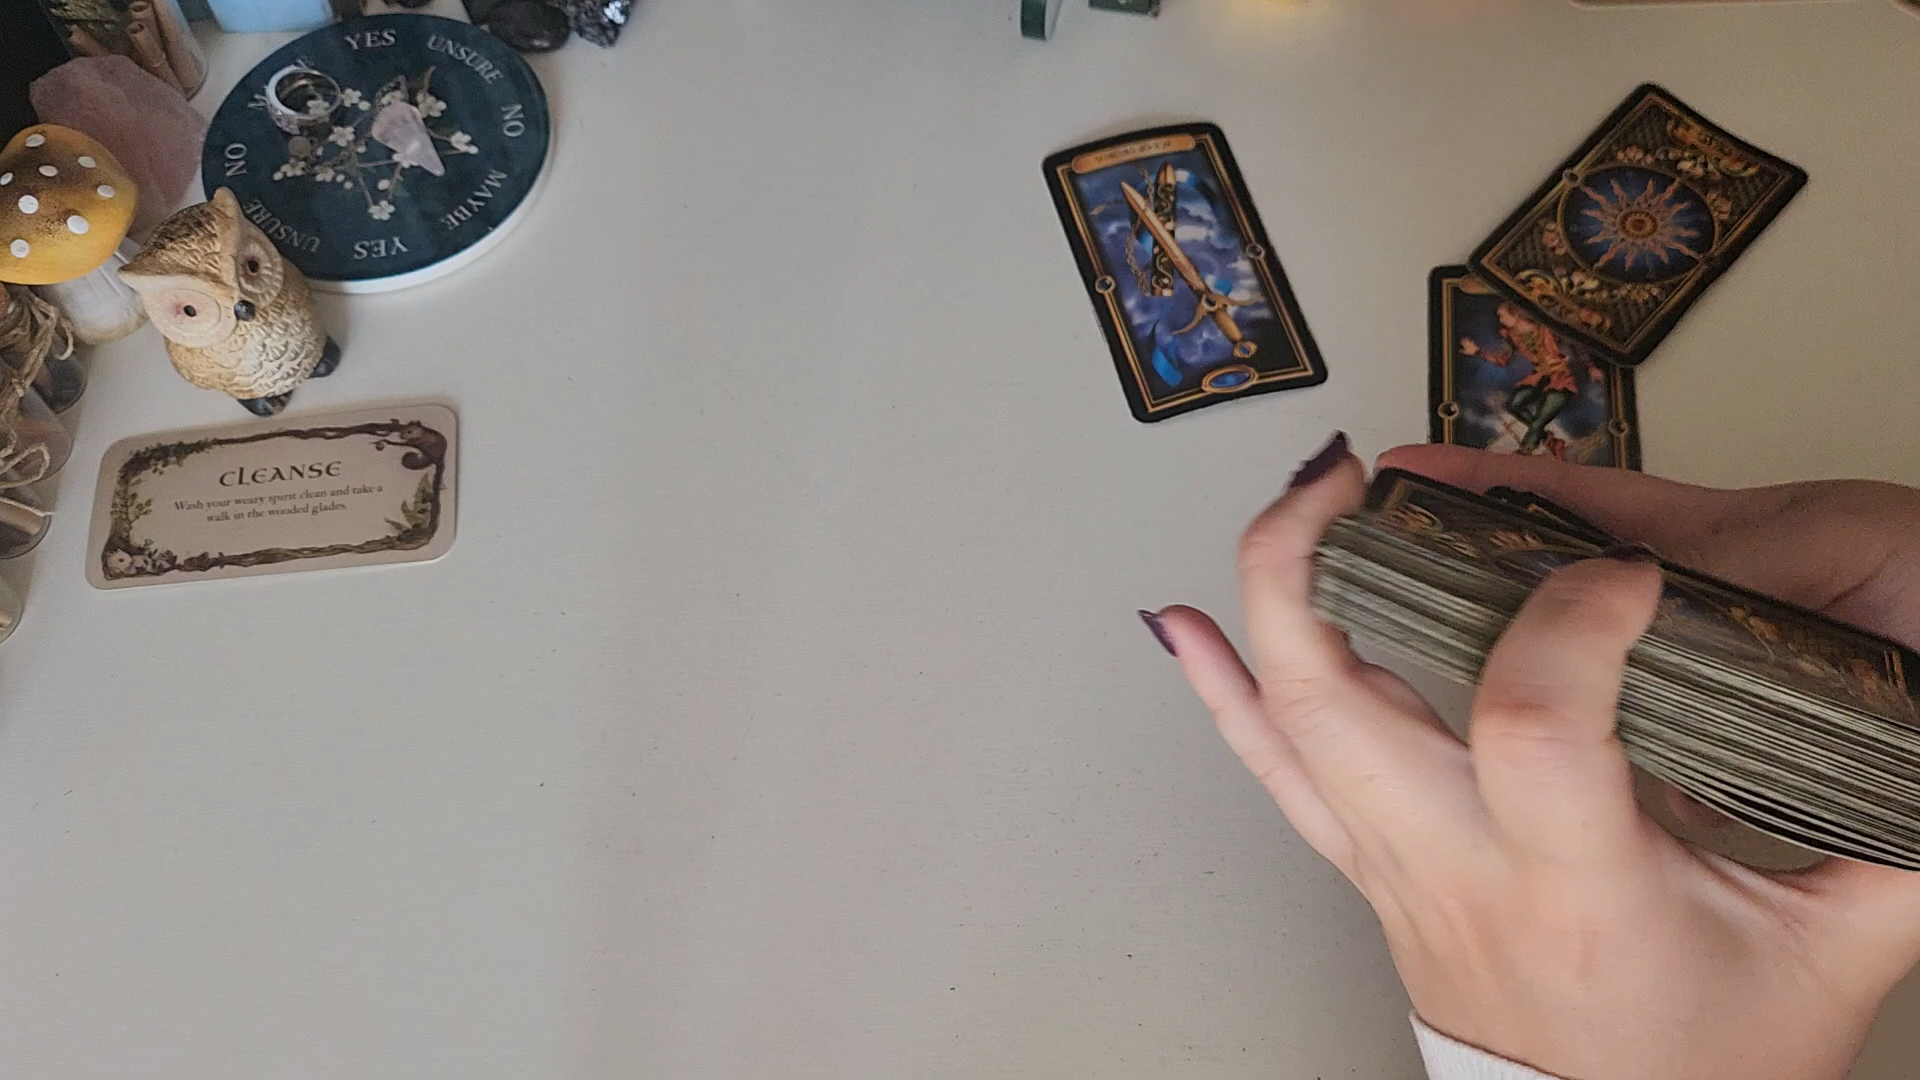 YES
UNSURE
NO
MAYBE
YES
UNSURE
NO
CLEANSE
Wash your weary spirit clean and take a
walk in the wooded glades.